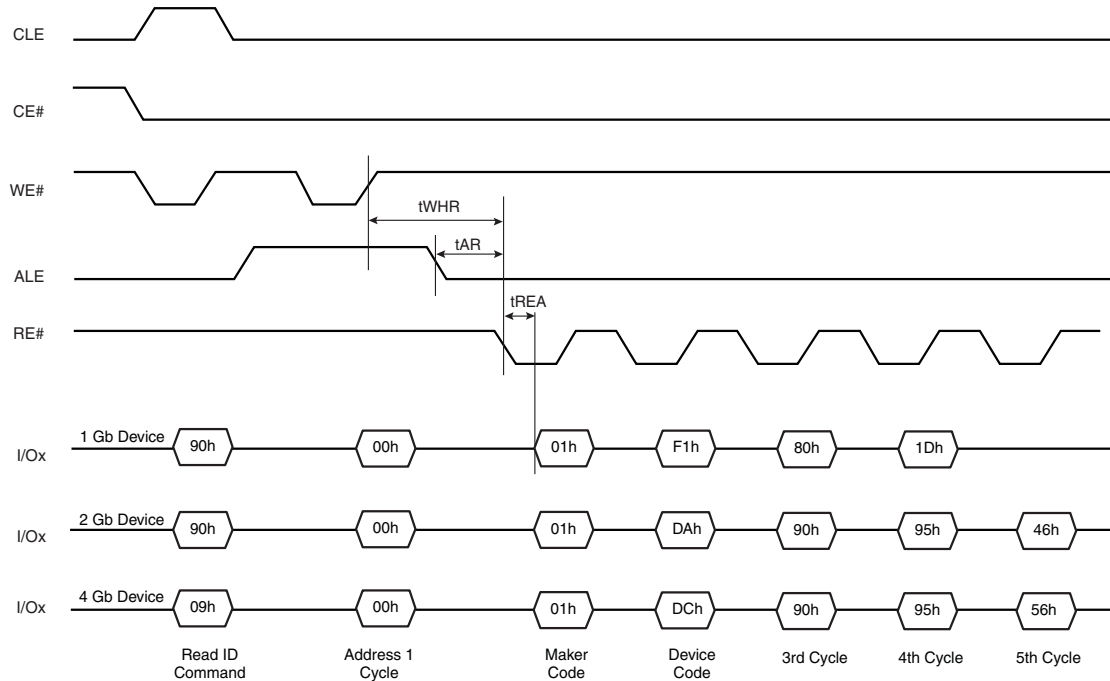 CLE
CE#
WE#
tWHR
tAR
ALE
tREA
RE#
1 Gb Device
I/Ox
90h
00h
01h
F1h
80h
1Dh
2 Gb Device
I/Ox
90h
00h
01h
DAh
90h
95h
46h
4 Gb Device
I/Ox
09h
00h
01h
DCh
90h
95h
56h
Read ID
Command
Address 1
Cycle
Maker
Code
Device
Code
3rd Cycle
4th Cycle
5th Cycle